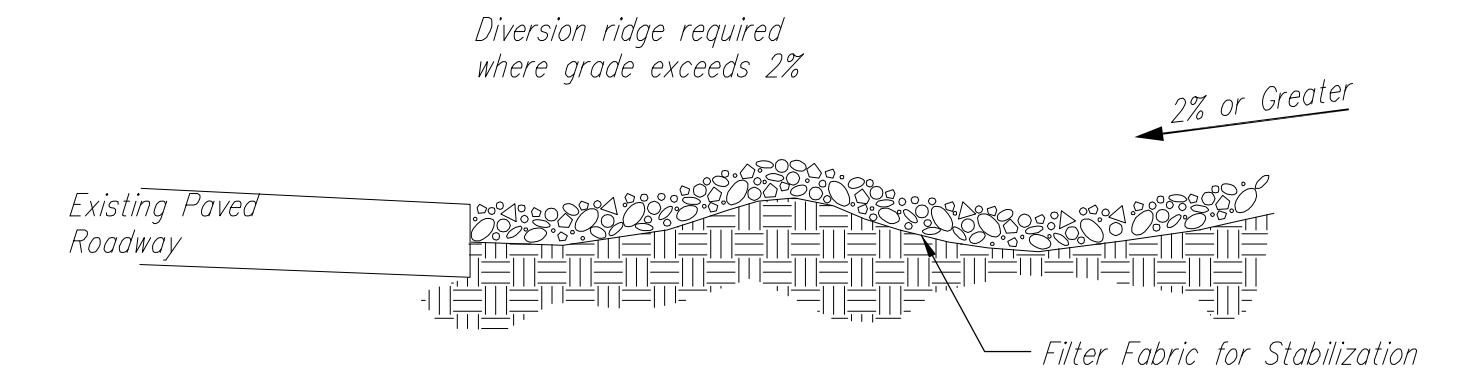 Diversion ridge required
where grade exceeds 2%
2% or Greater
Existing Paved
Roadway
Filter Fabric for Stabilization